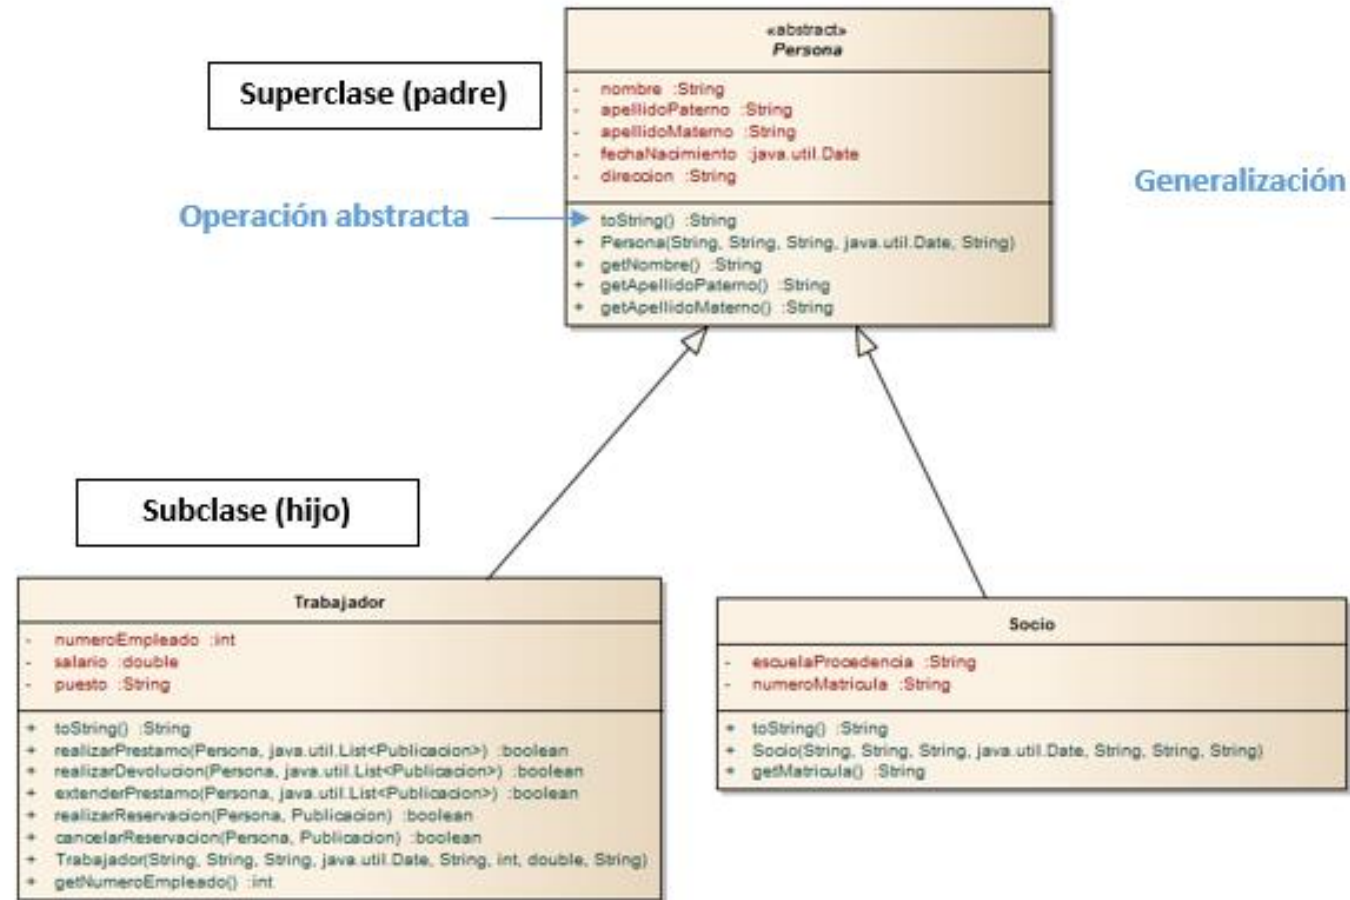 «abstract»
Persona
Superclase (padre)
- nombre :String
- apellidoPaterno :String
- apellidoMaterno :String
- fechaNacimiento :java.util.Date
- direccion :String
Generalización
Operación abstracta
+ toString() :String
+ Persona(String, String, String, java.util.Date, String)
+ getNombre() :String
+ getApellidoPaterno() :String
+ getApellidoMaterno() :String
Subclase (hijo)
Trabajador
- numeroEmpleado :int
- salario :double
- puesto :String
+ toString() :String
+ realizarPrestamo(Persona, java.util.List<Publicacion>) :boolean
+ realizarDevolucion(Persona, java.util.List<Publicacion>) :boolean
+ extenderPrestamo(Persona, java.util.List<Publicacion>) :boolean
+ realizarReservacion(Persona, Publicacion) :boolean
+ cancelarReservacion(Persona, Publicacion) :boolean
+ Trabajador(String, String, String, java.util.Date, String, int, double, String)
+ getNumeroEmpleado() :int
Socio
- escuelaProcedencia :String
- numeroMatricula :String
+ toString() :String
+ Socio(String, String, String, java.util.Date, String, String, String)
+ getMatricula() :String